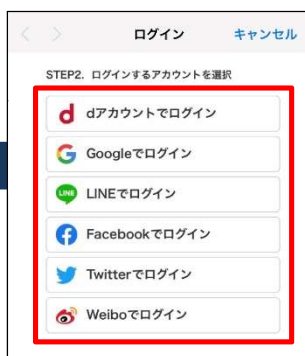 ログイン キャンセル
STEP2. ログインするアカウントを選択
d dアカウントでログイン
Googleでログイン
LINE LINEでログイン
Facebookでログイン
Twitterでログイン
Weiboでログイン